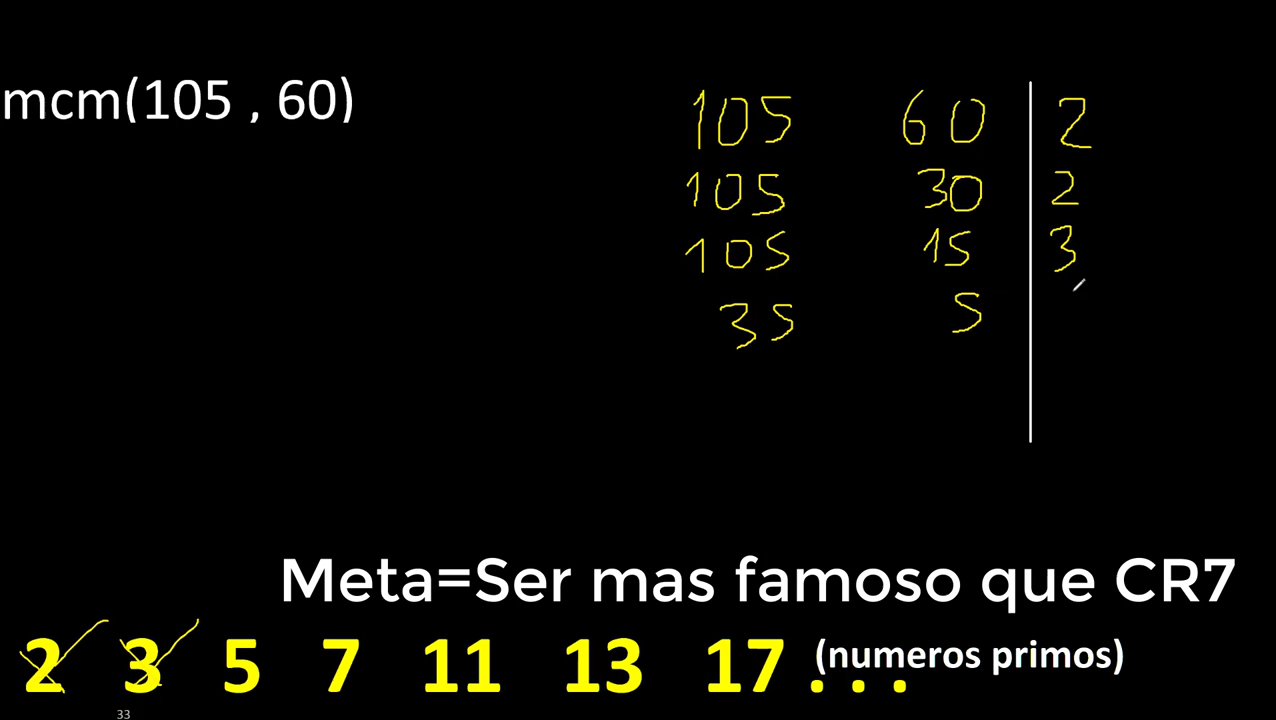 mcm(105 , 60)
105 60 2
105 30 2
105 15 3
35 5
Meta=Ser mas famoso que CR7
2 3 5 7 11 13 17 . . . (numeros primos)
33